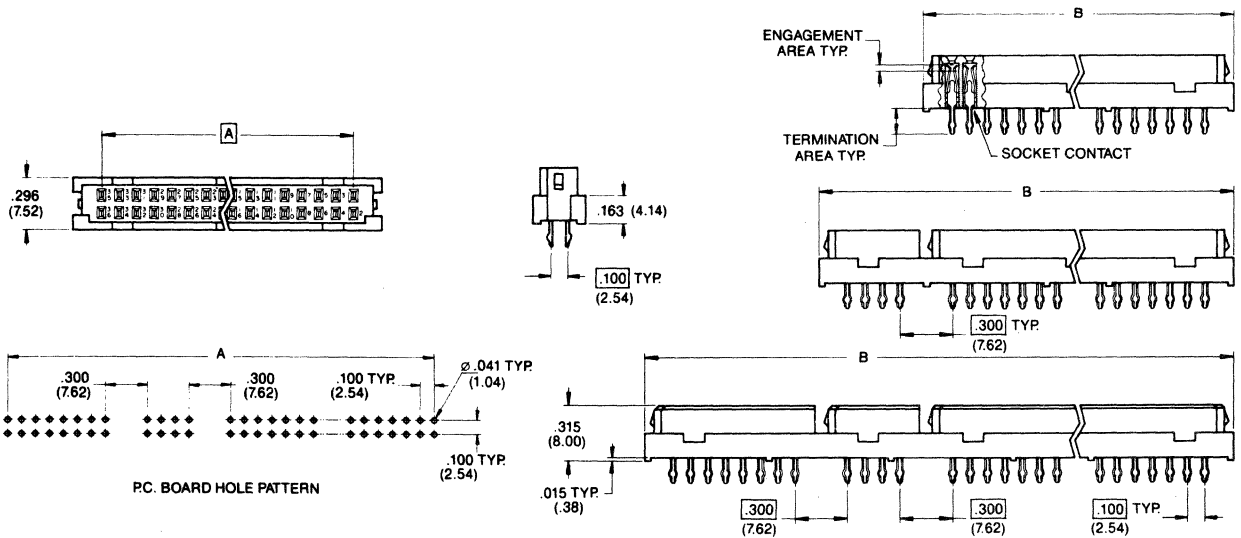 A
.296
(7.52)
.163 (4.14)
.100 TYP.
(2.54)
B
ENGAGEMENT
AREA TYP.
TERMINATION
AREA TYP.
SOCKET CONTACT
B
.300 TYP.
(7.62)
A
.300
(7.62)
.300
(7.62)
.100 TYP.
(2.54)
Ø .041 TYP.
(1.04)
.100 TYP.
(2.54)
P.C. BOARD HOLE PATTERN
B
.315
(8.00)
.015 TYP.
(.38)
.300
(7.62)
.300
(7.62)
.100 TYP.
(2.54)